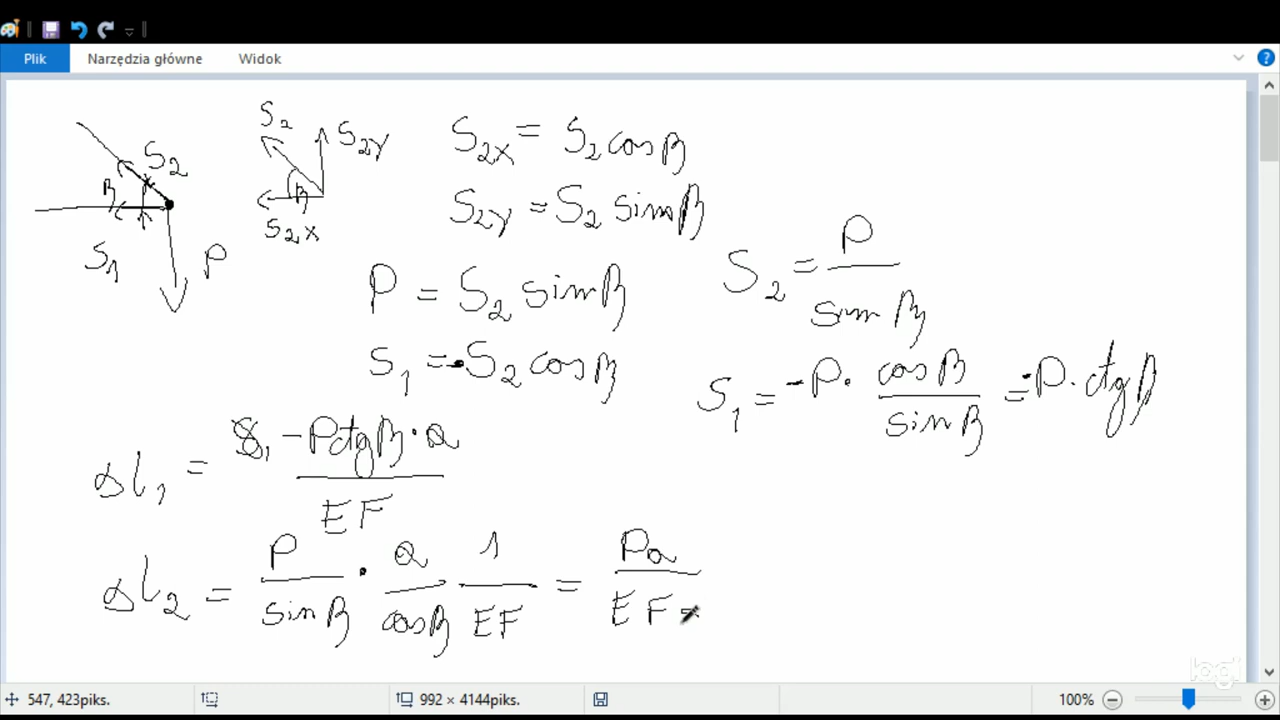 Plik Narzędzia główne Widok
S₂ S₂ S₂y S₂x = S₂ cos β
β β S₂x S₂y = S₂ sin β
S₁ P
P = S₂ sin β S₂ = P / sin β
S₁ = -S₂ cos β S₁ = -P · cos β / sin β = -P · ctg β
Δl₁ = -P ctg β · a / EF
Δl₂ = P / sin β · a / cos β 1 / EF = Pa / EF
logi
547, 423piks. 992 × 4144piks. 100%